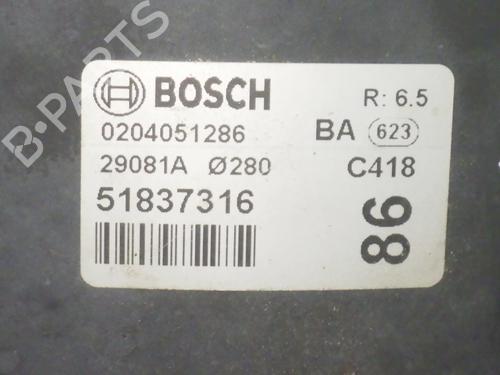 B-PARTS
BOSCH R: 6.5
0204051286 BA 623
29081A Ø280 C418
51837316
86